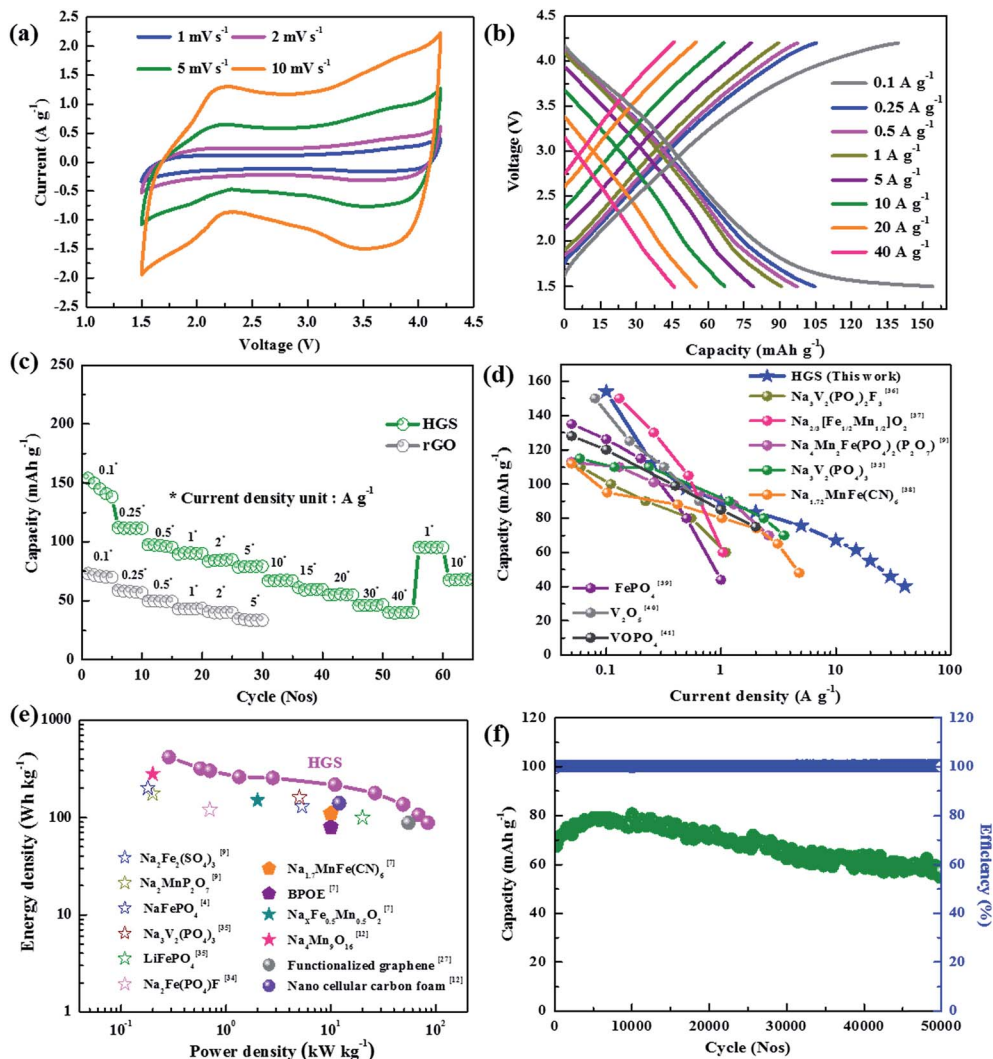 (a)
1 mV s⁻¹ 2 mV s⁻¹
5 mV s⁻¹ 10 mV s⁻¹
2.5
2.0
1.5
1.0
0.5
0.0
-0.5
-1.0
-1.5
-2.0
-2.5
Current (A g⁻¹)
1.0 1.5 2.0 2.5 3.0 3.5 4.0 4.5
Voltage (V)
(b)
4.5
4.0
3.5
3.0
2.5
2.0
1.5
Voltage (V)
0.1 A g⁻¹
0.25 A g⁻¹
0.5 A g⁻¹
1 A g⁻¹
5 A g⁻¹
10 A g⁻¹
20 A g⁻¹
40 A g⁻¹
0 15 30 45 60 75 90 105 120 135 150
Capacity (mAh g⁻¹)
(c)
250
200
150
100
50
0
Capacity (mAh g⁻¹)
HGS
rGO
* Current density unit : A g⁻¹
0.1* 0.25* 0.5* 1* 2* 5* 10* 15* 20* 30* 40* 1* 10*
0.1* 0.25* 0.5* 1* 2* 5*
0 10 20 30 40 50 60
Cycle (Nos)
(d)
160
140
120
100
80
60
40
20
0
Capacity (mAh g⁻¹)
HGS (This work)
Na₃V₂(PO₄)₂F₃ [36]
Na₂/₃[Fe₁/₂Mn₁/₂]O₂ [37]
Na₄Mn₂Fe(PO₄)₂(P₂O₇) [9]
Na₃V₂(PO₄)₃ [33]
Na₁.₇₂MnFe(CN)₆ [38]
FePO₄ [39]
V₂O₅ [40]
VOPO₄ [41]
0.1 1 10 100
Current density (A g⁻¹)
(e)
1000
100
10
1
Energy density (Wh kg⁻¹)
HGS
Na₂Fe₂(SO₄)₃ [9]
Na₂MnP₂O₇ [9]
NaFePO₄ [4]
Na₃V₂(PO₄)₃ [35]
LiFePO₄ [35]
Na₂Fe(PO₄)F [34]
Na₁.₇MnFe(CN)₆ [7]
BPOE [7]
NaₓFe₀.₅Mn₀.₅O₂ [7]
Na₄Mn₉O₁₆ [12]
Functionalized graphene [27]
Nano cellular carbon foam [12]
10⁻¹ 10⁰ 10¹ 10²
Power density (kW kg⁻¹)
(f)
120
100
80
60
40
20
0
Capacity (mAh g⁻¹)
120
100
80
60
40
20
0
Efficiency (%)
0 10000 20000 30000 40000 50000
Cycle (Nos)